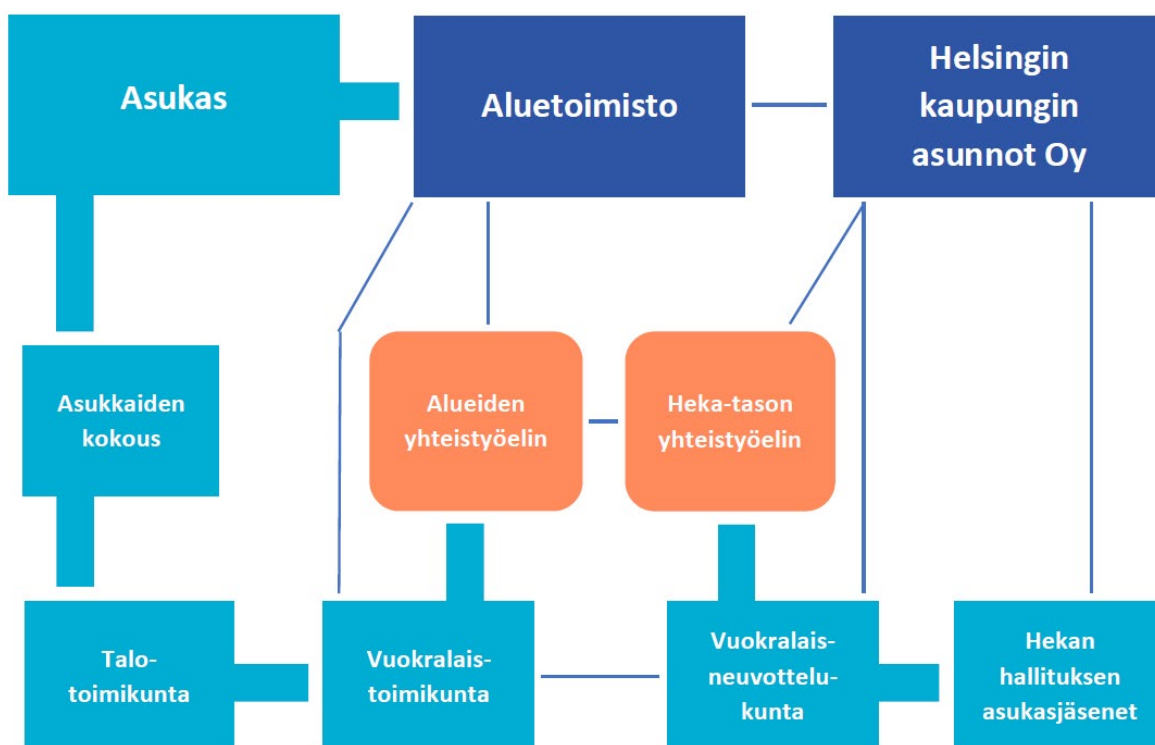 Asukas
Aluetoimisto
Helsingin
kaupungin
asunnot Oy
Asukkaiden
kokous
Alueiden
yhteistyöelin
Heka-tason
yhteistyöelin
Talo-
toimikunta
Vuokralais-
toimikunta
Vuokralais-
neuvottelu-
kunta
Hekan
hallituksen
asukasjäsenet